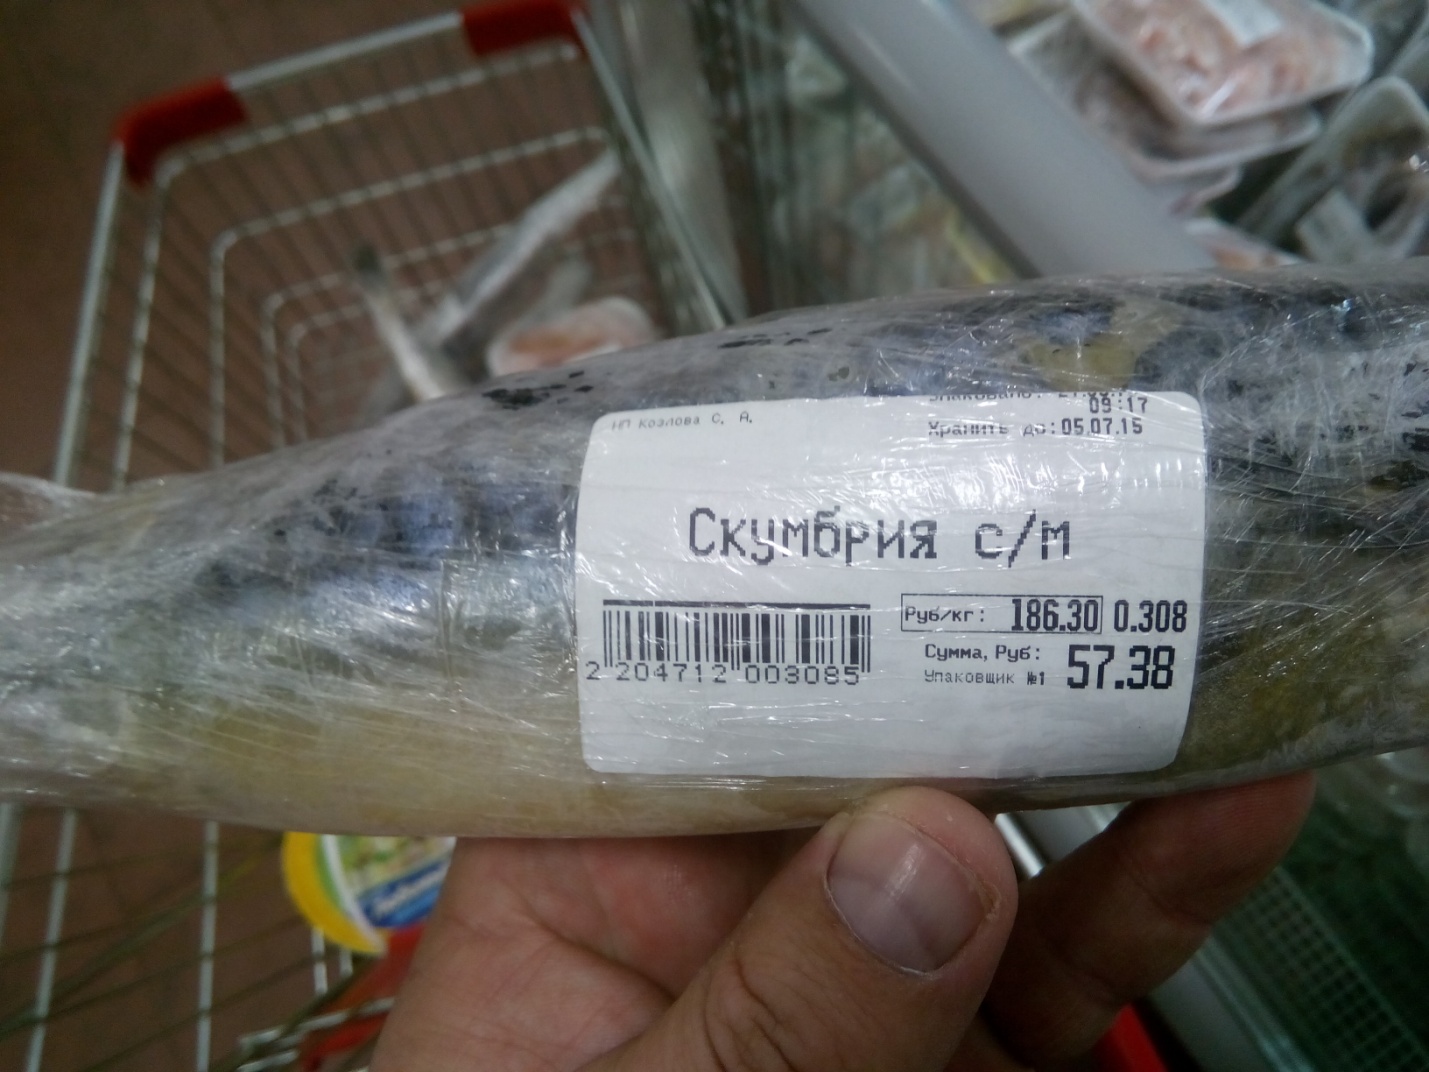 ИП Козлова С. А.
Упаковано:
09:17
Хранить до: 05.07.15
Скумбрия с/м
Руб/кг: 186.30 0.308
Сумма, Руб: 57.38
Упаковщик №1
2 204712 003085